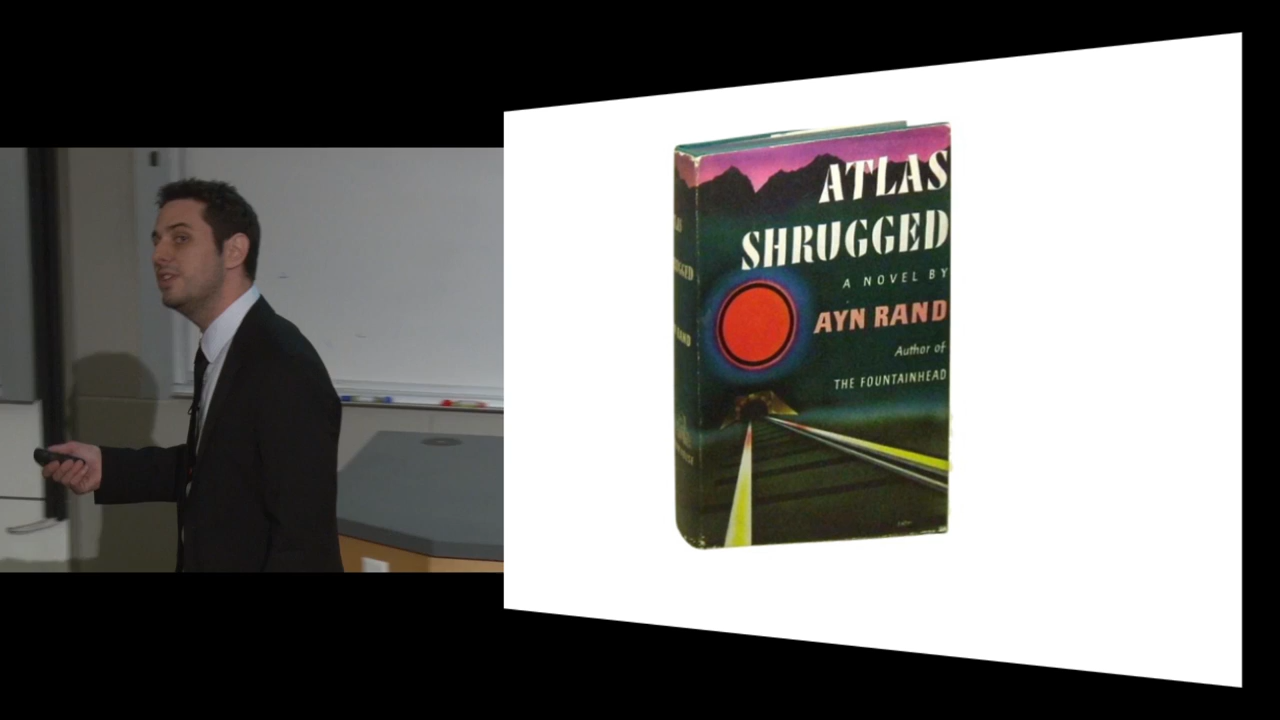 ATLAS
SHRUGGED
A NOVEL BY
AYN RAND
Author of
THE FOUNTAINHEAD